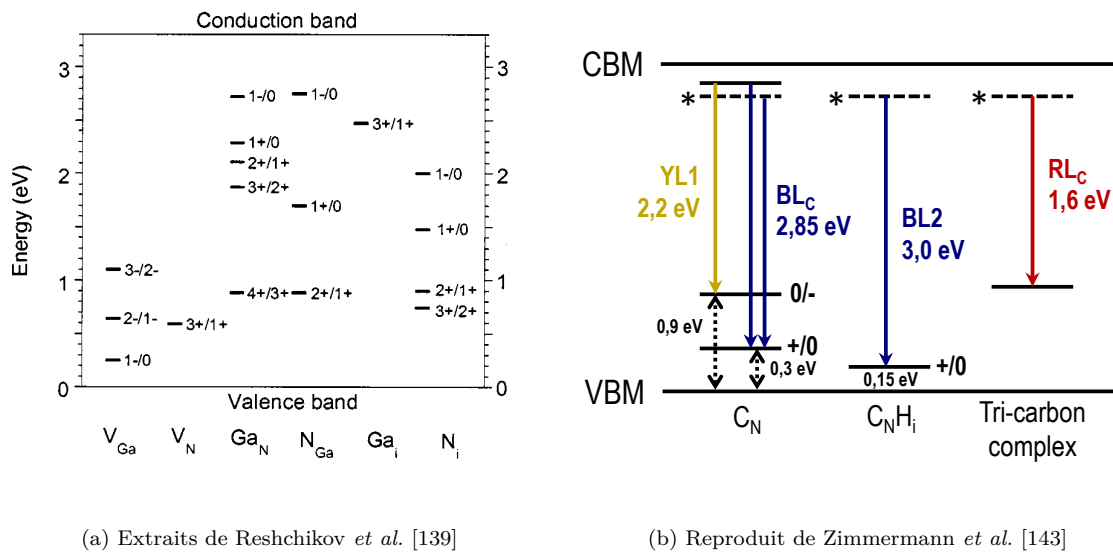 Conduction band
3
2
1
0
Energy (eV)
3
2
1
0
1-/0
1-/0
3+/1+
1+/0
2+/1+
3+/2+
1-/0
1+/0
1+/0
3-/2-
4+/3+
2+/1+
2+/1+
3+/2+
2-/1-
3+/1+
1-/0
Valence band
V_Ga
V_N
Ga_N
N_Ga
Ga_i
N_i
(a) Extraits de Reshchikov et al. [139]
CBM
*
*
*
YL1
2,2 eV
BL_C
2,85 eV
BL2
3,0 eV
RL_C
1,6 eV
0/-
0,9 eV
+/0
0,3 eV
0,15 eV
+/0
VBM
C_N
C_NH_i
Tri-carbon
complex
(b) Reproduit de Zimmermann et al. [143]